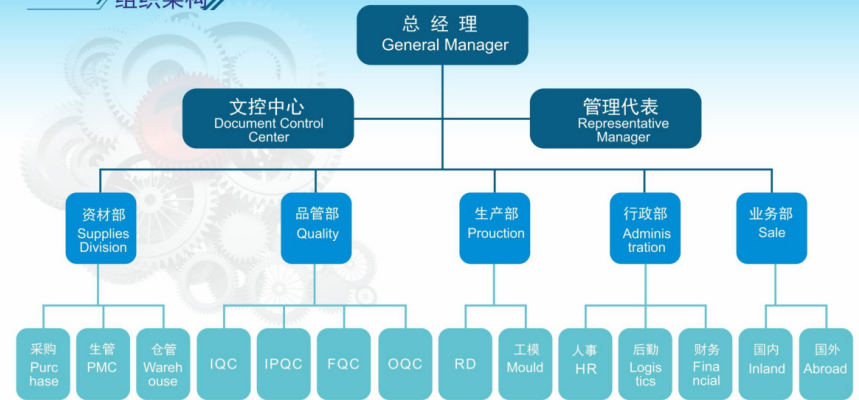 组织架构
总 经 理
General Manager
文控中心
Document Control
Center
管理代表
Representative
Manager
资材部
Supplies
Division
品管部
Quality
生产部
Prouction
行政部
Adminis
tration
业务部
Sale
采购
Purc
hase
生管
PMC
仓管
Wareh
ouse
IQC
IPQC
FQC
OQC
RD
工模
Mould
人事
HR
后勤
Logis
tics
财务
Fina
ncial
国内
Inland
国外
Abroad